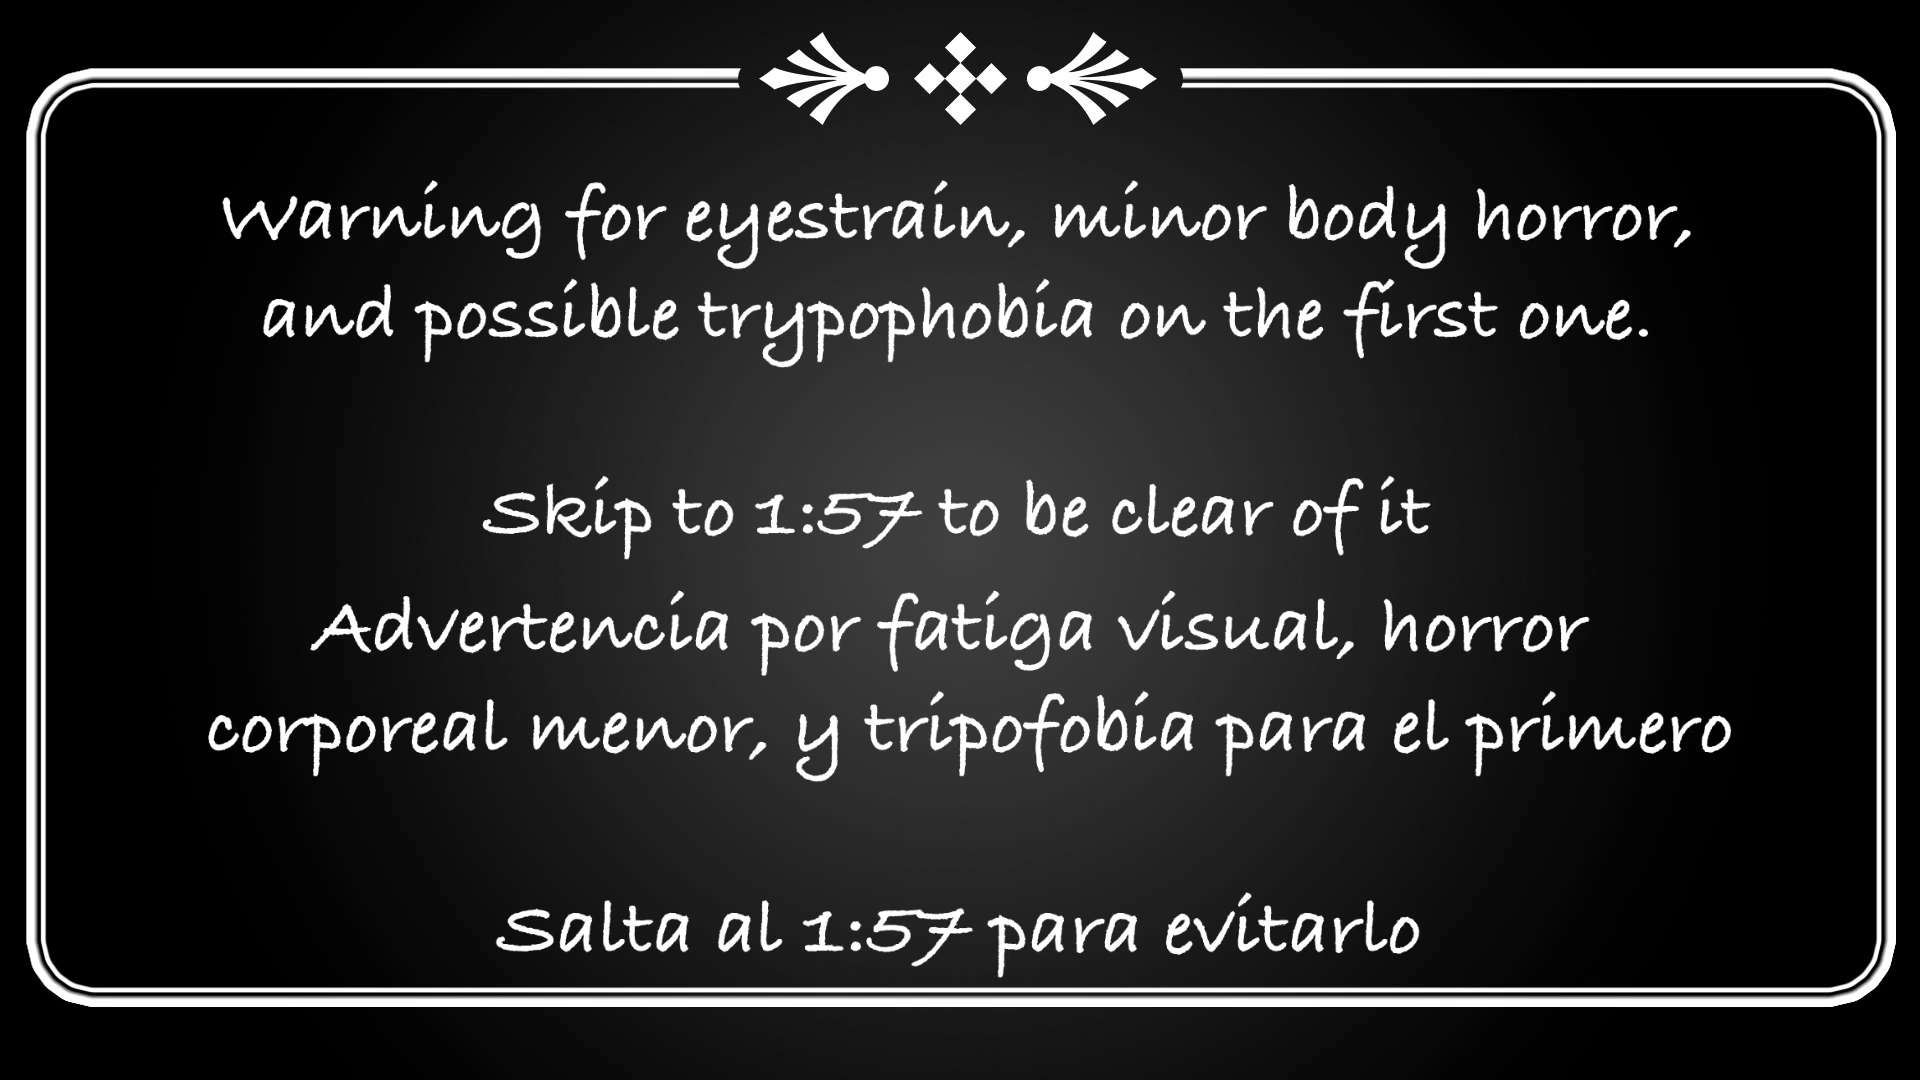 Warning for eyestrain, minor body horror,
and possible trypophobia on the first one.
Skip to 1:57 to be clear of it
Advertencia por fatiga visual, horror
corporeal menor, y tripofobia para el primero
Salta al 1:57 para evitarlo